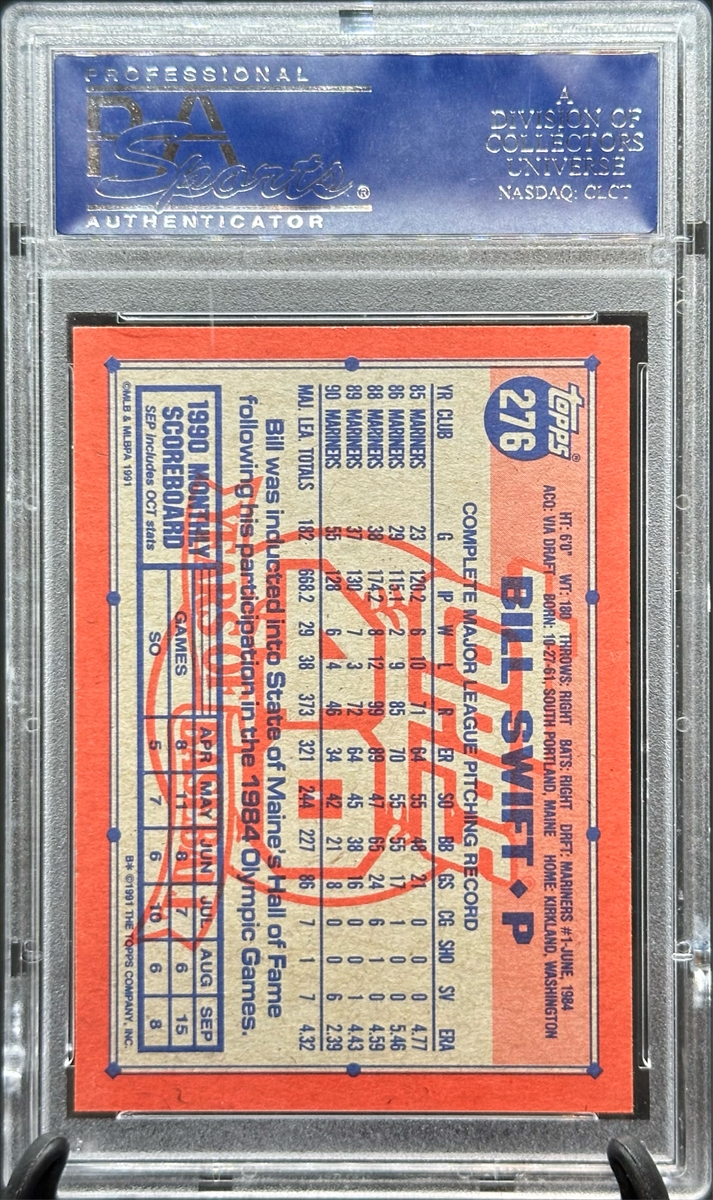 PROFESSIONAL
PSA
Sports®
AUTHENTICATOR
A
DIVISION OF
COLLECTORS
UNIVERSE
NASDAQ: CLCT
topps®
276
HT: 6'0" WT: 180 THROWS: RIGHT BATS: RIGHT DRFT: MARINERS #1-JUNE, 1984
ACQ: VIA DRAFT BORN: 10-27-61, SOUTH PORTLAND, MAINE HOME: KIRKLAND, WASHINGTON
BILL SWIFT ♦ P
COMPLETE MAJOR LEAGUE PITCHING RECORD
YR CLUB G IP W L R ER SO BB GS CG SHO SV ERA
85 MARINERS 23 120.2 6 10 71 64 55 48 21 0 0 0 4.77
86 MARINERS 29 115.1 2 9 85 70 55 55 17 1 0 0 5.46
88 MARINERS 38 174.2 8 12 99 89 47 65 24 6 1 0 4.59
89 MARINERS 37 130 7 3 72 64 45 38 16 0 0 1 4.43
90 MARINERS 55 128 6 4 46 34 42 21 8 0 0 6 2.39
MAJ. LEA. TOTALS 182 668.2 29 38 373 321 244 227 86 7 1 7 4.32
Bill was inducted into State of Maine's Hall of Fame
following his participation in the 1984 Olympic Games.
1990 MONTHLY
SCOREBOARD
SEP Includes OCT stats
APR MAY JUN JUL AUG SEP
GAMES 8 11 8 7 6 15
SO 5 7 6 10 6 8
©MLB & MLBPA 1991
B* ©1991 THE TOPPS COMPANY, INC.
TOPPS
40
YEARS OF BASEBALL